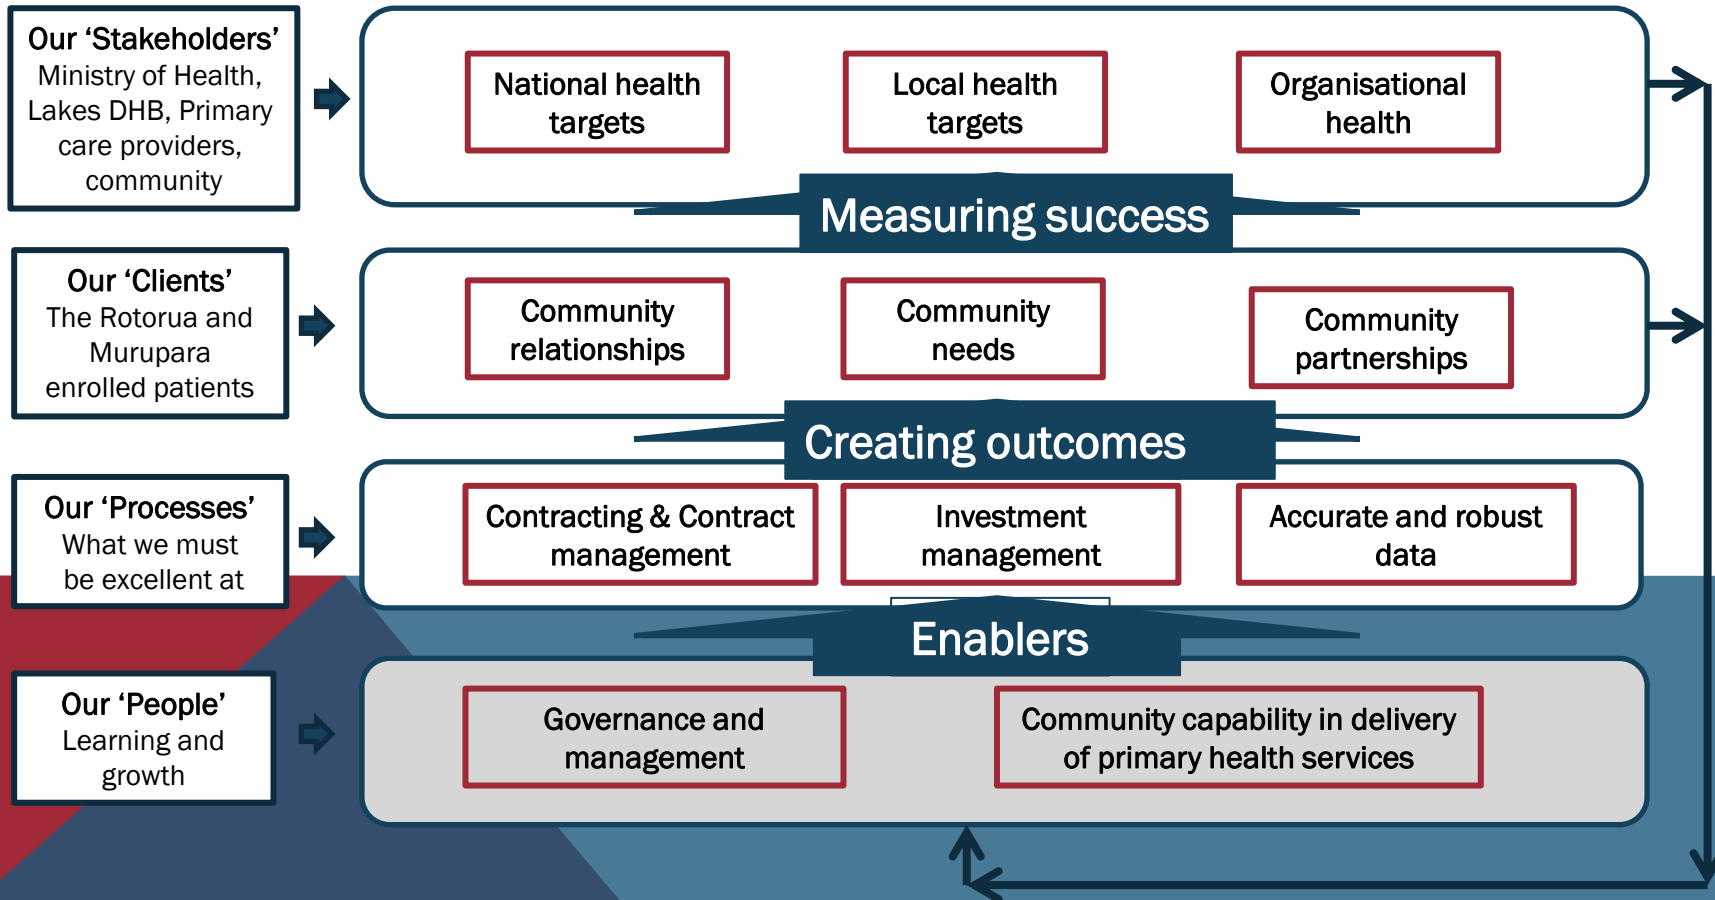 Our ‘Stakeholders’
Ministry of Health,
Lakes DHB, Primary
care providers,
community
National health
targets
Local health
targets
Organisational
health
Measuring success
Our ‘Clients’
The Rotorua and
Murupara
enrolled patients
Community
relationships
Community
needs
Community
partnerships
Creating outcomes
Our ‘Processes’
What we must
be excellent at
Contracting & Contract
management
Investment
management
Accurate and robust
data
Enablers
Our ‘People’
Learning and
growth
Governance and
management
Community capability in delivery
of primary health services